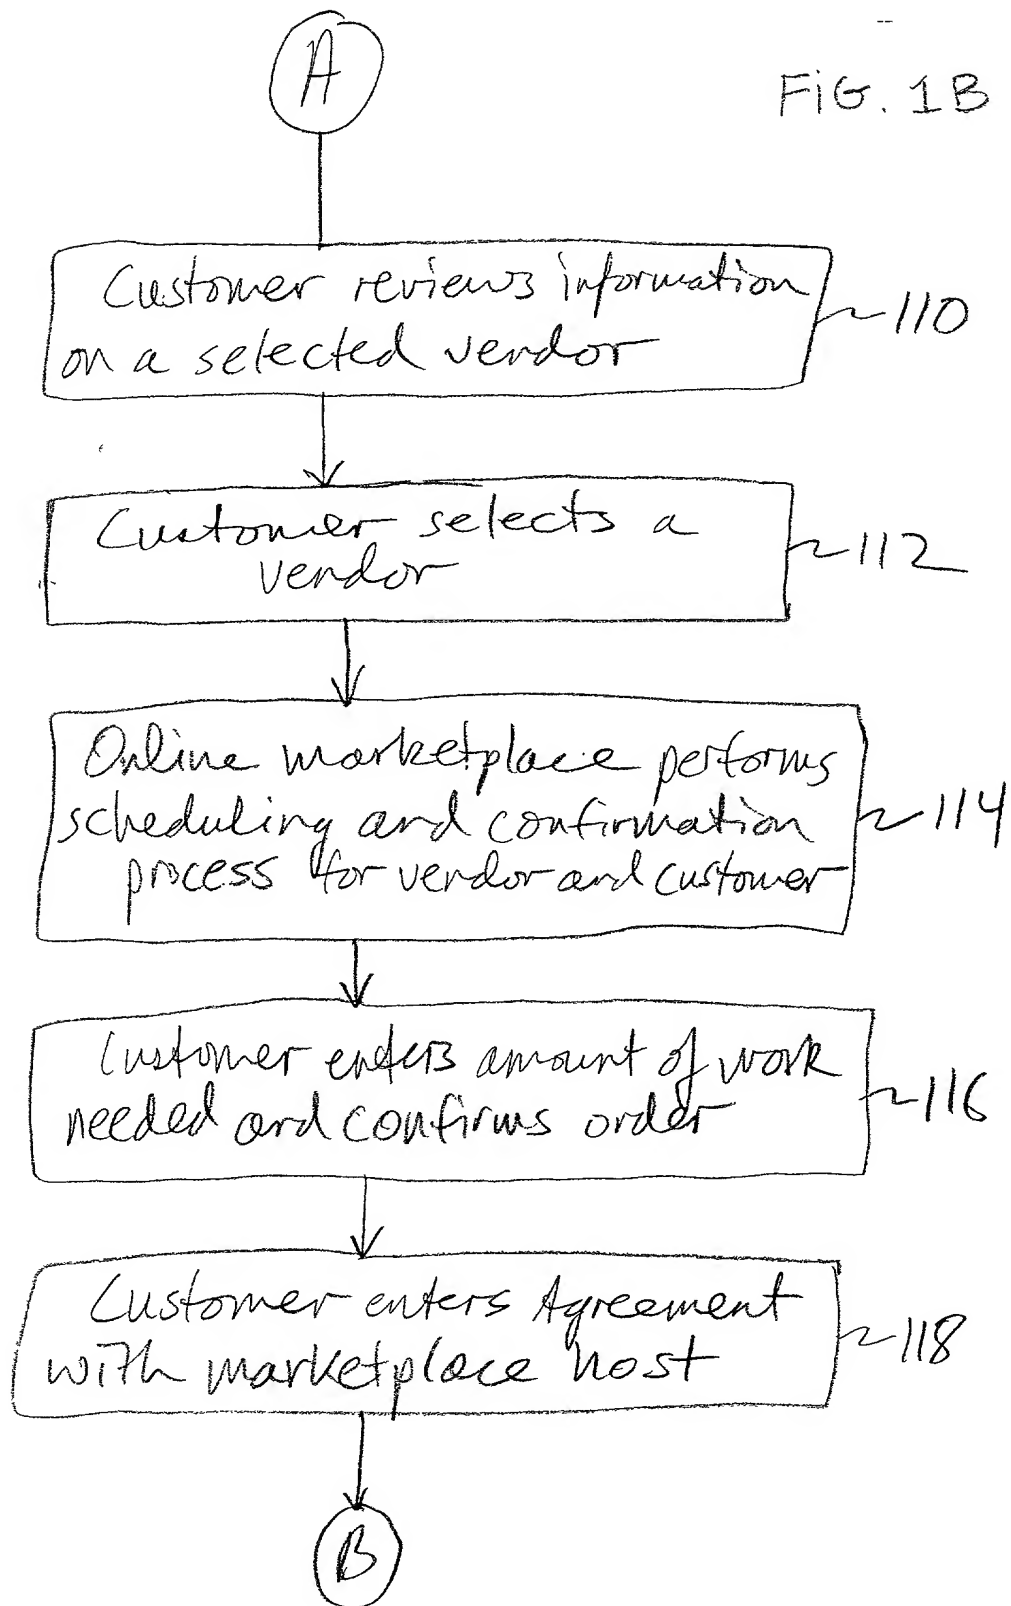 --
A
FIG. 1B
Customer reviews information
on a selected vendor
110
Customer selects a
vendor
112
Online marketplace performs
scheduling and confirmation
process for vendor and customer
114
Customer enters amount of work
needed and confirms order
116
Customer enters Agreement
with marketplace host
118
B